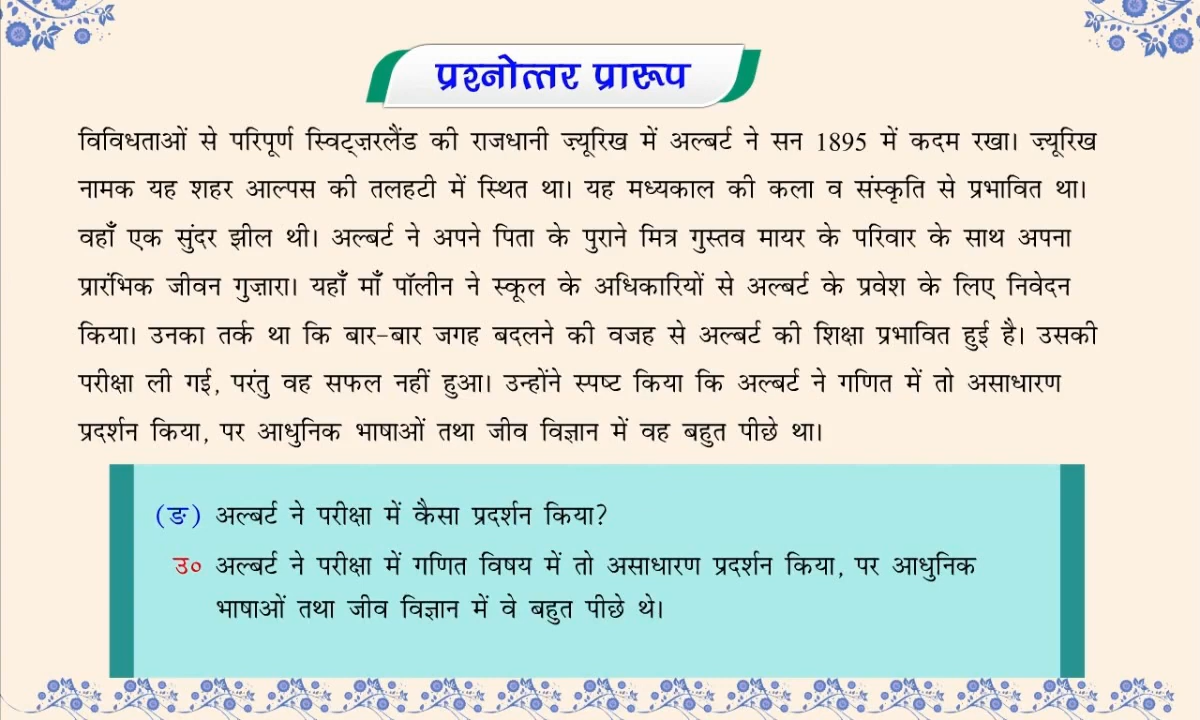 प्रश्नोत्तर प्रारूप
विविधताओं से परिपूर्ण स्विट्ज़रलैंड की राजधानी ज्यूरिख में अल्बर्ट ने सन 1895 में कदम रखा। ज़्यूरिख
नामक यह शहर आल्पस की तलहटी में स्थित था। यह मध्यकाल की कला व संस्कृति से प्रभावित था।
वहाँ एक सुंदर झील थी। अल्बर्ट ने अपने पिता के पुराने मित्र गुस्तव मायर के परिवार के साथ अपना
प्रारंभिक जीवन गुज़ारा। यहाँ माँ पॉलीन ने स्कूल के अधिकारियों से अल्बर्ट के प्रवेश के लिए निवेदन
किया। उनका तर्क था कि बार-बार जगह बदलने की वजह से अल्बर्ट की शिक्षा प्रभावित हुई है। उसकी
परीक्षा ली गई, परंतु वह सफल नहीं हुआ। उन्होंने स्पष्ट किया कि अल्बर्ट ने गणित में तो असाधारण
प्रदर्शन किया, पर आधुनिक भाषाओं तथा जीव विज्ञान में वह बहुत पीछे था।
(ङ) अल्बर्ट ने परीक्षा में कैसा प्रदर्शन किया?
उ० अल्बर्ट ने परीक्षा में गणित विषय में तो असाधारण प्रदर्शन किया, पर आधुनिक
भाषाओं तथा जीव विज्ञान में वे बहुत पीछे थे।